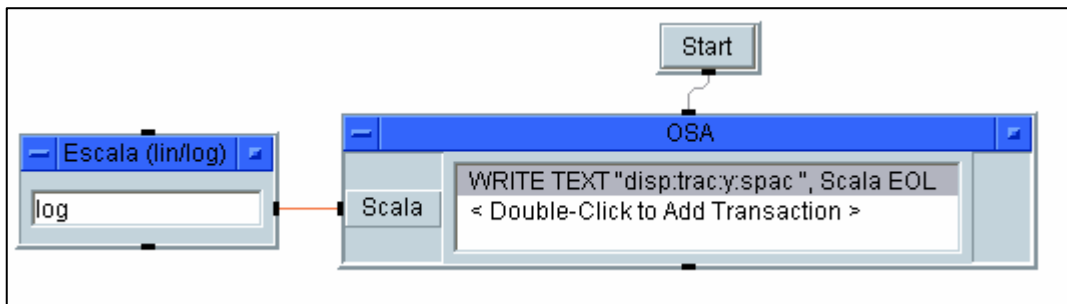 Start
Escala (lin/log)
log
OSA
Scala
WRITE TEXT "disp:trac:y:spac ", Scala EOL
< Double-Click to Add Transaction >